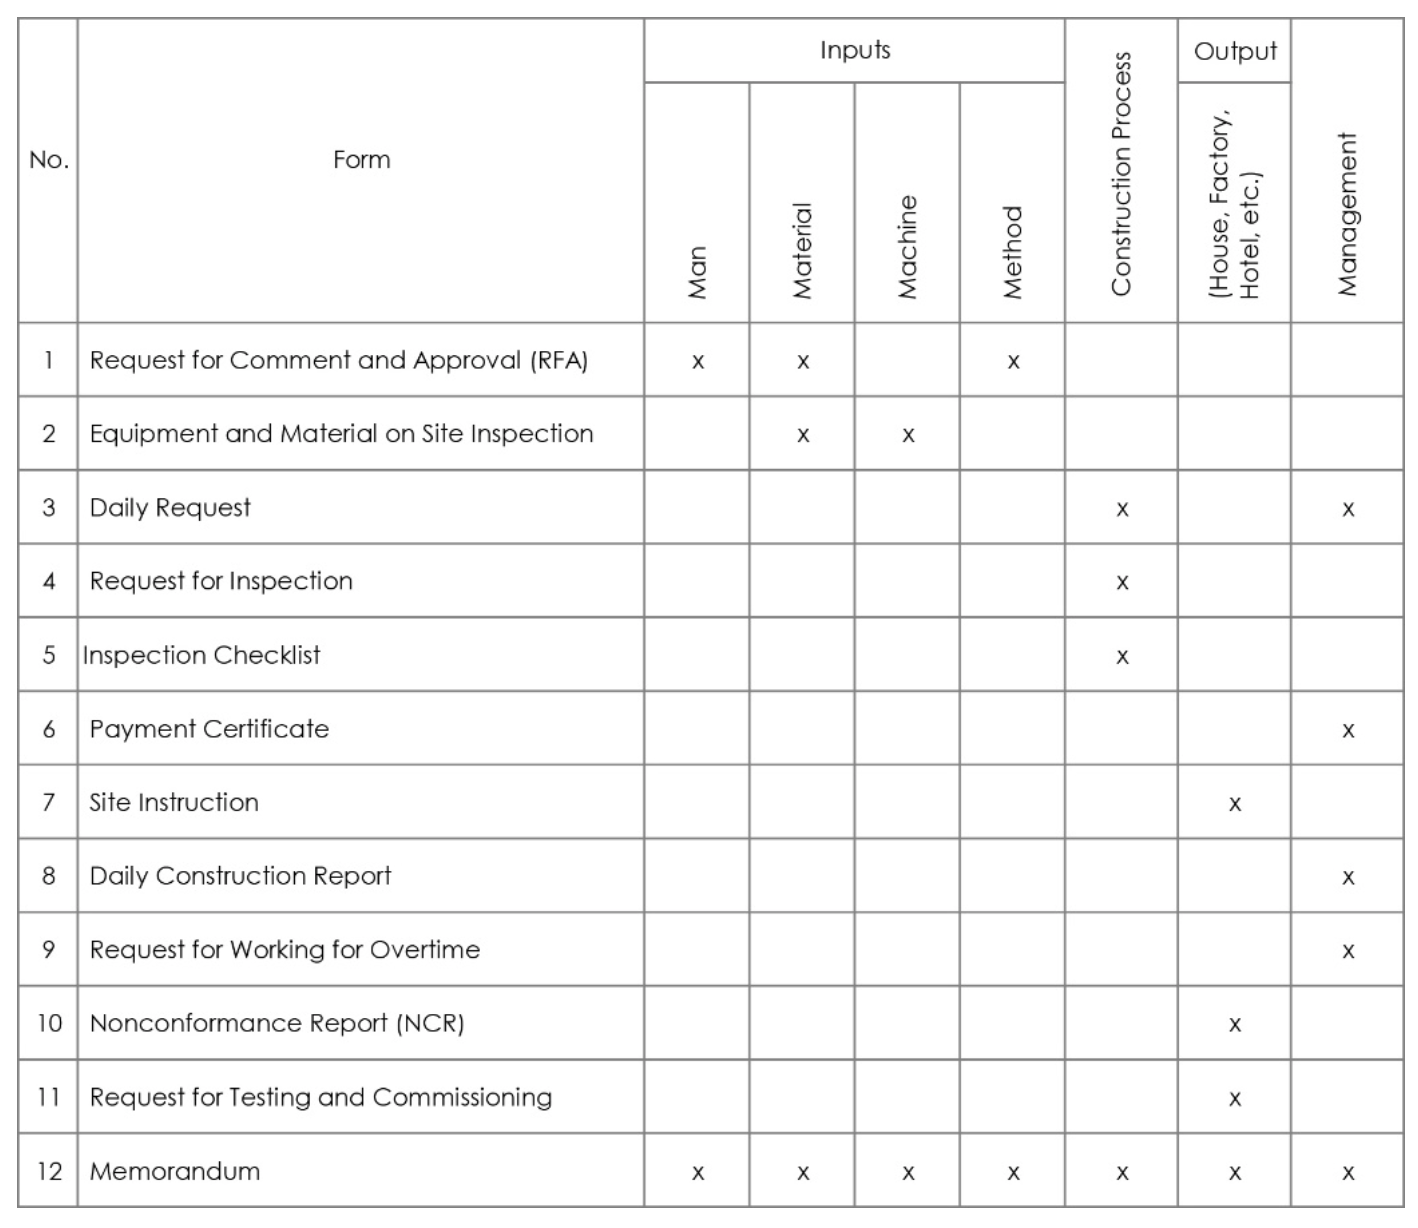 No.
Form
Inputs
Man
Material
Machine
Method
Construction Process
Output
(House, Factory,
Hotel, etc.)
Management
1 Request for Comment and Approval (RFA) x x x
2 Equipment and Material on Site Inspection x x
3 Daily Request x x
4 Request for Inspection x
5 Inspection Checklist x
6 Payment Certificate x
7 Site Instruction x
8 Daily Construction Report x
9 Request for Working for Overtime x
10 Nonconformance Report (NCR) x
11 Request for Testing and Commissioning x
12 Memorandum x x x x x x x